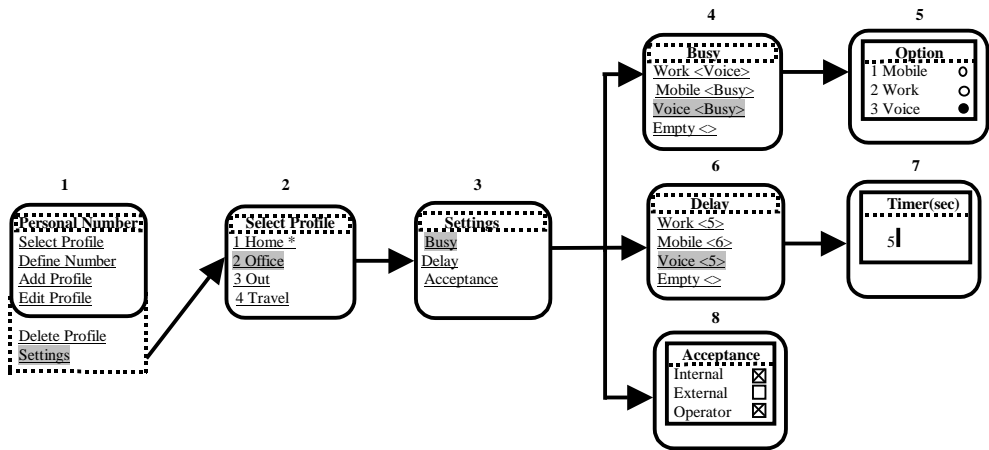 1
Personal Number
Select Profile
Define Number
Add Profile
Edit Profile
Delete Profile
Settings
2
Select Profile
1 Home *
2 Office
3 Out
4 Travel
3
Settings
Busy
Delay
Acceptance
4
Busy
Work <Voice>
Mobile <Busy>
Voice <Busy>
Empty <>
5
Option
1 Mobile
2 Work
3 Voice
6
Delay
Work <5>
Mobile <6>
Voice <5>
Empty <>
7
Timer(sec)
5
8
Acceptance
Internal
External
Operator